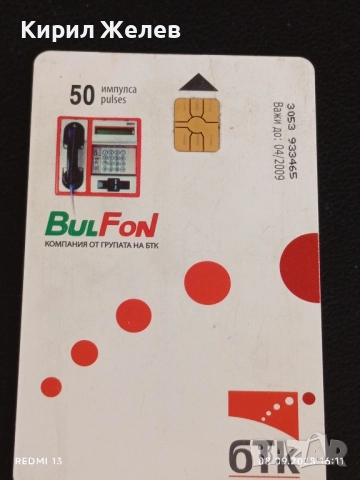 Кирил Желев
50 импулса
pulses
3053 933465
Важи до: 04/2009
BULFON
КОМПАНИЯ ОТ ГРУПАТА НА БТК
бтк
REDMI 13